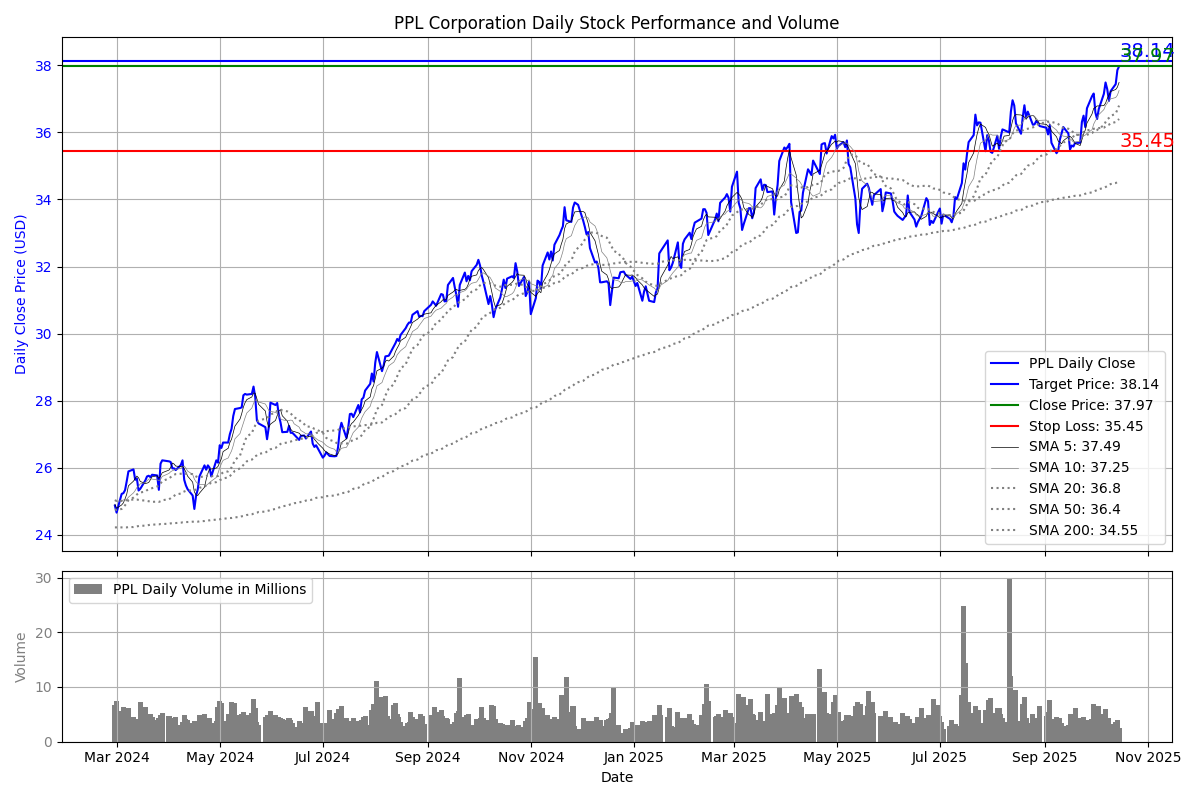 PPL Corporation Daily Stock Performance and Volume
38.14
37.97
35.45
Daily Close Price (USD)
38
36
34
32
30
28
26
24
PPL Daily Close
Target Price: 38.14
Close Price: 37.97
Stop Loss: 35.45
SMA 5: 37.49
SMA 10: 37.25
SMA 20: 36.8
SMA 50: 36.4
SMA 200: 34.55
Volume
30
20
10
0
PPL Daily Volume in Millions
Mar 2024 May 2024 Jul 2024 Sep 2024 Nov 2024 Jan 2025 Mar 2025 May 2025 Jul 2025 Sep 2025 Nov 2025
Date